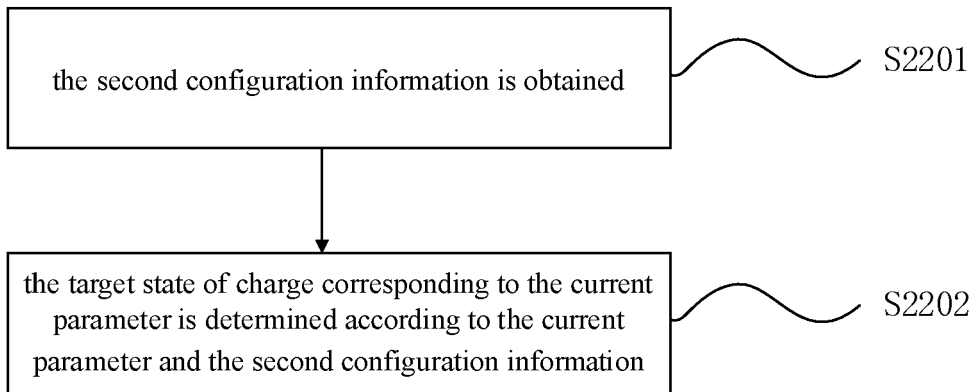 the second configuration information is obtained
S2201
the target state of charge corresponding to the current
parameter is determined according to the current
parameter and the second configuration information
S2202